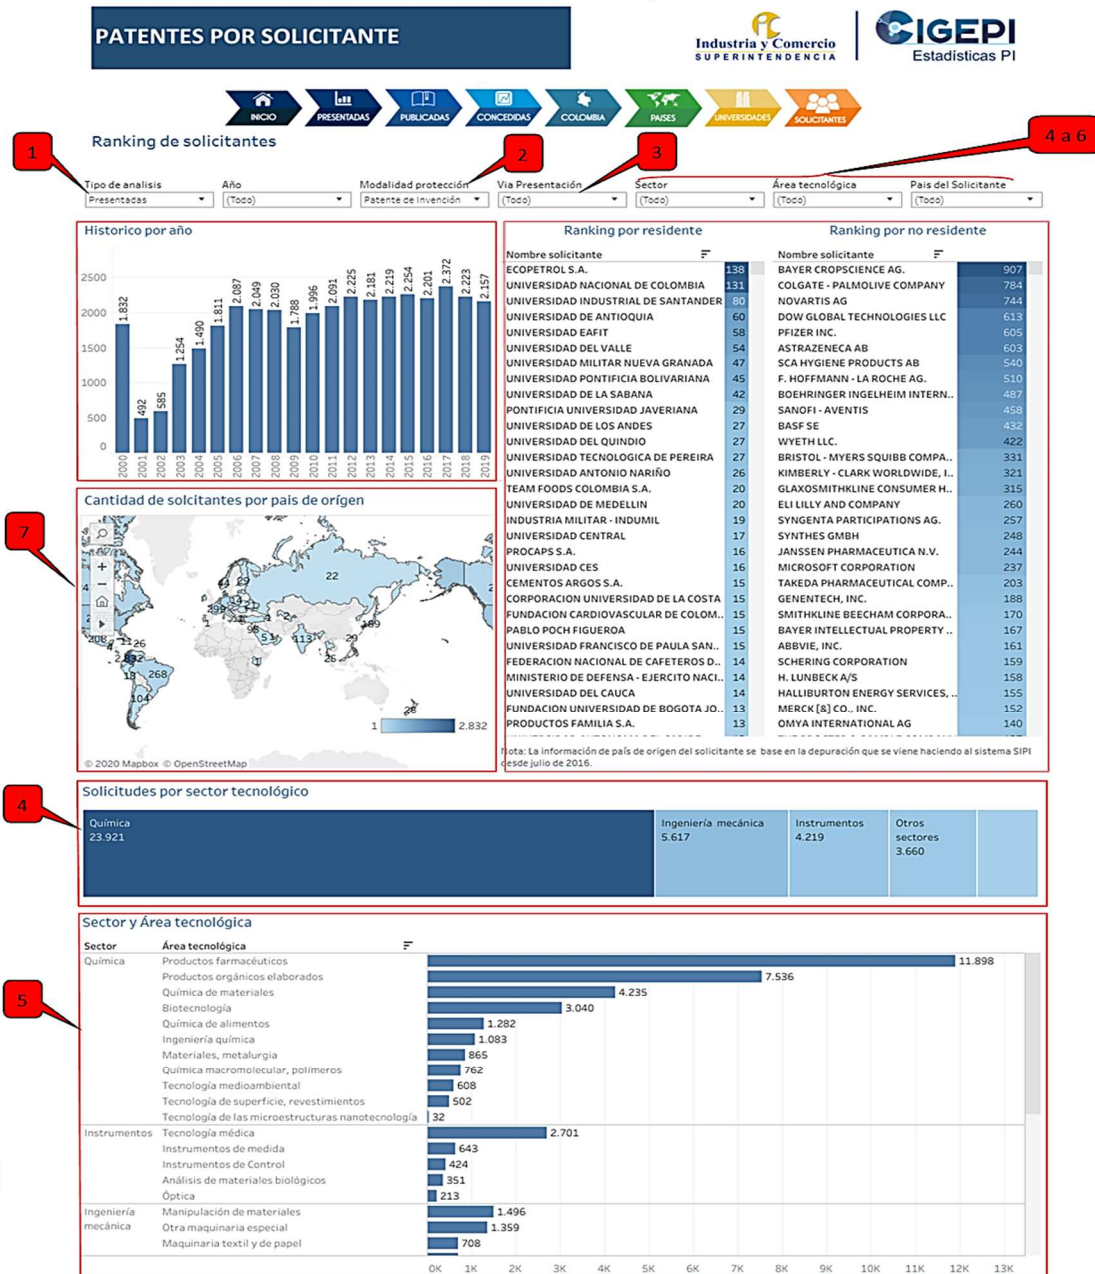 PATENTES POR SOLICITANTE
Industria y Comercio
SUPERINTENDENCIA
CIGEPI
Estadísticas PI
INICIO
PRESENTADAS
PUBLICADAS
CONCEDIDAS
COLOMBIA
PAISES
UNIVERSIDADES
SOLICITANTES
Ranking de solicitantes
1
2
3
4 a 6
Tipo de analisis
Presentadas
Año
(Todo)
Modalidad protección
Patente de Invención
Via Presentación
(Todo)
Sector
(Todo)
Área tecnológica
(Todo)
Pais del Solicitante
(Todo)
Historico por año
2500
2000
1500
1000
500
0
1.832
492
585
1.254
1.490
1.811
2.087
2.049
2.030
1.788
1.996
2.091
2.225
2.181
2.219
2.254
2.201
2.372
2.223
2.157
2000
2001
2002
2003
2004
2005
2006
2007
2008
2009
2010
2011
2012
2013
2014
2015
2016
2017
2018
2019
Ranking por residente
Nombre solicitante
ECOPETROL S.A. 138
UNIVERSIDAD NACIONAL DE COLOMBIA 131
UNIVERSIDAD INDUSTRIAL DE SANTANDER 80
UNIVERSIDAD DE ANTIOQUIA 60
UNIVERSIDAD EAFIT 58
UNIVERSIDAD DEL VALLE 54
UNIVERSIDAD MILITAR NUEVA GRANADA 47
UNIVERSIDAD PONTIFICIA BOLIVARIANA 45
UNIVERSIDAD DE LA SABANA 42
PONTIFICIA UNIVERSIDAD JAVERIANA 29
UNIVERSIDAD DE LOS ANDES 27
UNIVERSIDAD DEL QUINDIO 27
UNIVERSIDAD TECNOLOGICA DE PEREIRA 27
UNIVERSIDAD ANTONIO NARIÑO 26
TEAM FOODS COLOMBIA S.A. 20
UNIVERSIDAD DE MEDELLIN 20
INDUSTRIA MILITAR - INDUMIL 19
UNIVERSIDAD CENTRAL 17
PROCAPS S.A. 16
UNIVERSIDAD CES 16
CEMENTOS ARGOS S.A. 15
CORPORACION UNIVERSIDAD DE LA COSTA 15
FUNDACION CARDIOVASCULAR DE COLOM.. 15
PABLO POCH FIGUEROA 15
UNIVERSIDAD FRANCISCO DE PAULA SAN.. 15
FEDERACION NACIONAL DE CAFETEROS D.. 14
MINISTERIO DE DEFENSA - EJERCITO NACI.. 14
UNIVERSIDAD DEL CAUCA 14
FUNDACION UNIVERSIDAD DE BOGOTA JO.. 13
PRODUCTOS FAMILIA S.A. 13
Ranking por no residente
Nombre solicitante
BAYER CROPSCIENCE AG. 907
COLGATE - PALMOLIVE COMPANY 784
NOVARTIS AG 744
DOW GLOBAL TECHNOLOGIES LLC 613
PFIZER INC. 605
ASTRAZENECA AB 603
SCA HYGIENE PRODUCTS AB 540
F. HOFFMANN - LA ROCHE AG. 510
BOEHRINGER INGELHEIM INTERN.. 487
SANOFI - AVENTIS 458
BASF SE 432
WYETH LLC. 422
BRISTOL - MYERS SQUIBB COMPA.. 331
KIMBERLY - CLARK WORLDWIDE, I.. 321
GLAXOSMITHKLINE CONSUMER H.. 315
ELI LILLY AND COMPANY 260
SYNGENTA PARTICIPATIONS AG. 257
SYNTHES GMBH 248
JANSSEN PHARMACEUTICA N.V. 244
MICROSOFT CORPORATION 237
TAKEDA PHARMACEUTICAL COMP.. 203
GENENTECH, INC. 188
SMITHKLINE BEECHAM CORPORA.. 170
BAYER INTELLECTUAL PROPERTY .. 167
ABBVIE, INC. 161
SCHERING CORPORATION 159
H. LUNBECK A/S 158
HALLIBURTON ENERGY SERVICES, .. 155
MERCK [&] CO., INC. 152
OMYA INTERNATIONAL AG 140
Nota: La información de país de origen del solicitante se base en la depuración que se viene haciendo al sistema SIPI
desde julio de 2016.
7
Cantidad de solcitantes por pais de orígen
22
44
29
299
113
29
26
26
2.832
13
268
104
28
1 2.832
© 2020 Mapbox © OpenStreetMap
4
Solicitudes por sector tecnológico
Química
23.921
Ingeniería mecánica
5.617
Instrumentos
4.219
Otros
sectores
3.660
5
Sector y Área tecnológica
Sector Área tecnológica
Química Productos farmacéuticos 11.898
Productos orgánicos elaborados 7.536
Química de materiales 4.235
Biotecnología 3.040
Química de alimentos 1.282
Ingeniería química 1.083
Materiales, metalurgia 865
Química macromolecular, polímeros 762
Tecnología medioambiental 608
Tecnología de superficie, revestimientos 502
Tecnología de las microestructuras nanotecnología 32
Instrumentos Tecnología médica 2.701
Instrumentos de medida 643
Instrumentos de Control 424
Análisis de materiales biológicos 351
Óptica 213
Ingeniería Manipulación de materiales 1.496
mecánica Otra maquinaria especial 1.359
Maquinaria textil y de papel 708
0K 1K 2K 3K 4K 5K 6K 7K 8K 9K 10K 11K 12K 13K